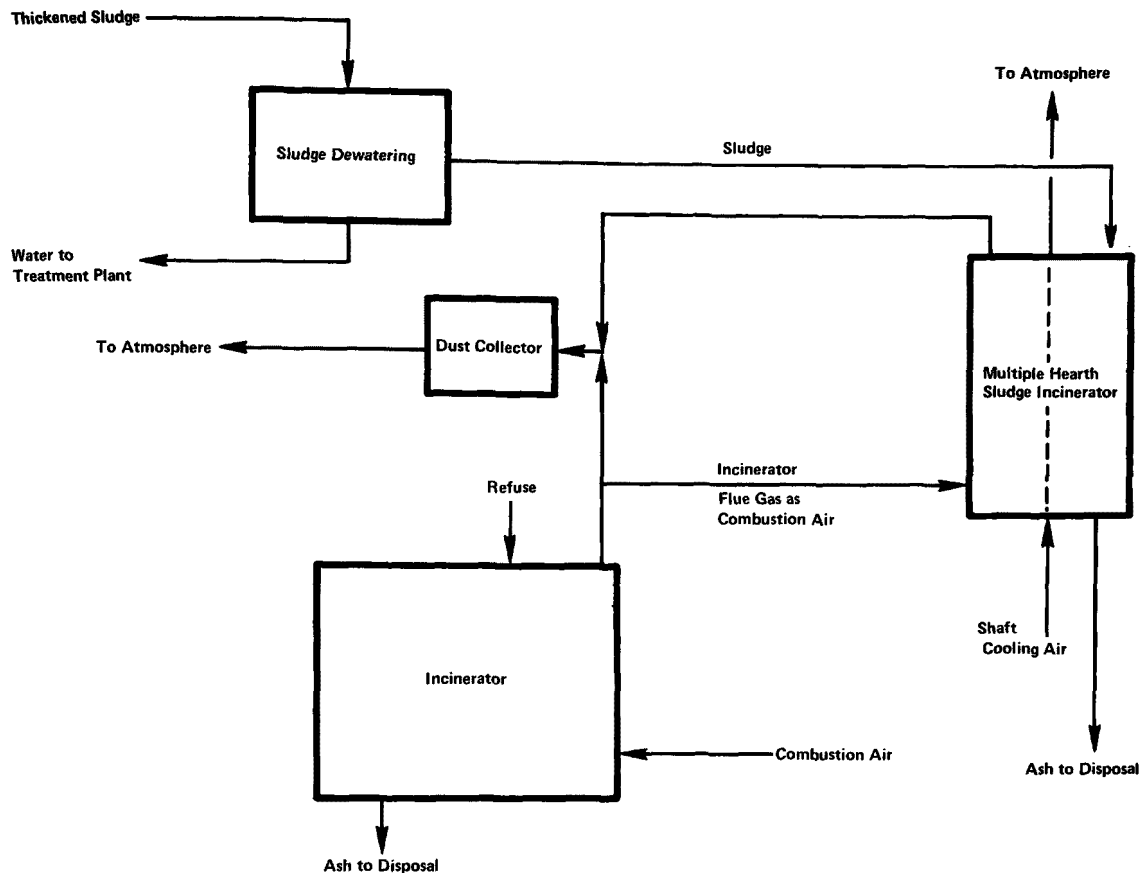 Thickened Sludge
To Atmosphere
Sludge Dewatering
Sludge
Water to
Treatment Plant
To Atmosphere
Dust Collector
Multiple Hearth
Sludge Incinerator
Incinerator
Flue Gas as
Combustion Air
Refuse
Shaft
Cooling Air
Incinerator
Combustion Air
Ash to Disposal
Ash to Disposal